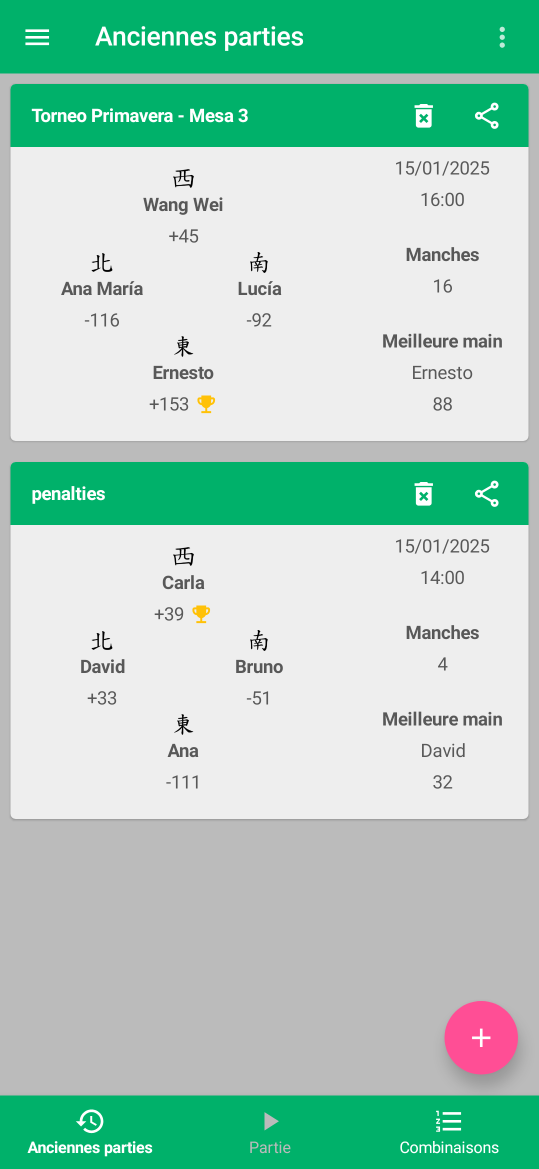 Anciennes parties
Torneo Primavera - Mesa 3
西
Wang Wei
+45
北
Ana María
-116
南
Lucía
-92
東
Ernesto
+153
15/01/2025
16:00
Manches
16
Meilleure main
Ernesto
88
penalties
西
Carla
+39
北
David
+33
南
Bruno
-51
東
Ana
-111
15/01/2025
14:00
Manches
4
Meilleure main
David
32
Anciennes parties
Partie
Combinaisons